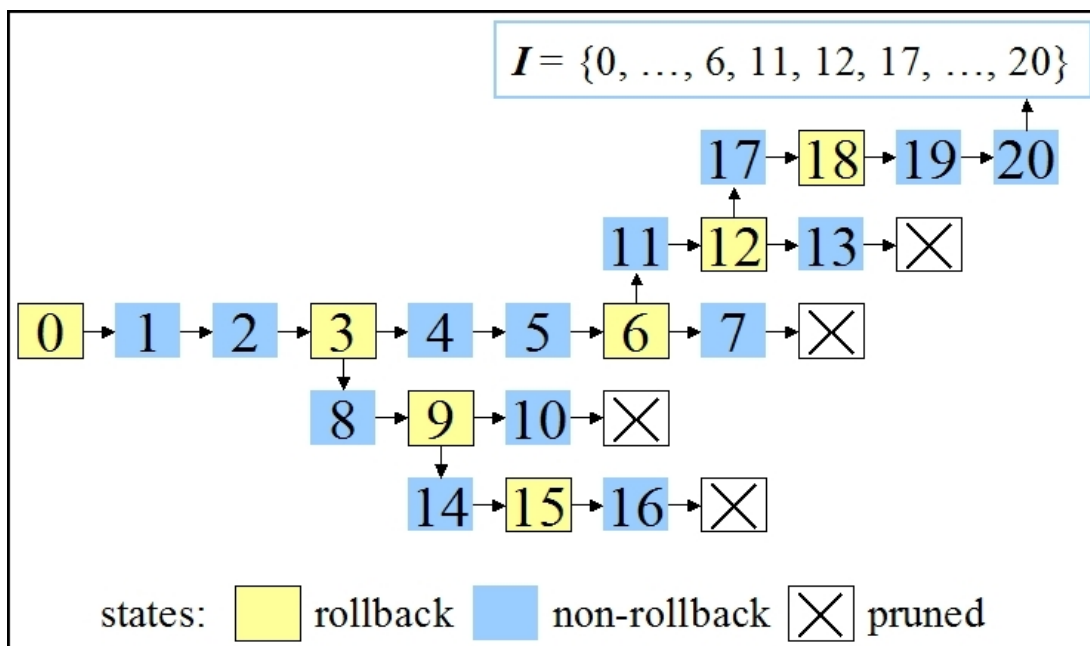 I = {0, …, 6, 11, 12, 17, …, 20}
17 18 19 20
11 12 13
0 1 2 3 4 5 6 7
8 9 10
14 15 16
states: rollback non-rollback pruned